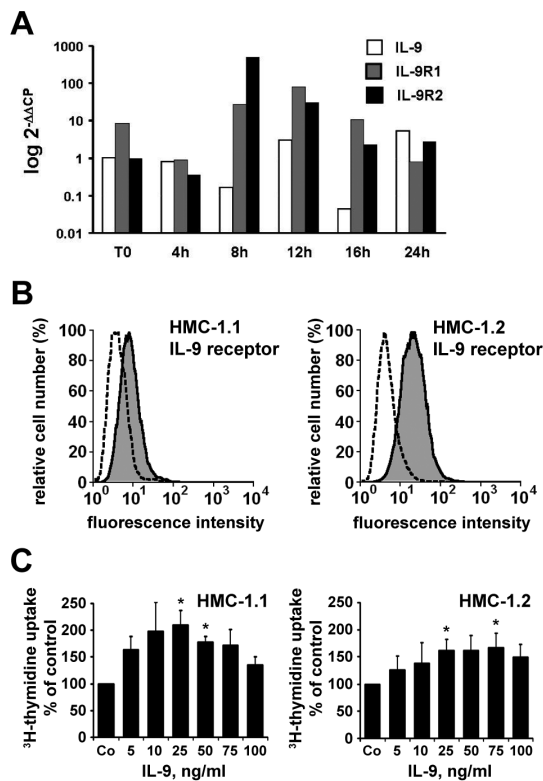 A
log 2-ΔΔCP
1000
100
10
1
0.1
0.01
T0 4h 8h 12h 16h 24h
IL-9
IL-9R1
IL-9R2
B
relative cell number (%)
100
80
60
40
20
0
10⁰ 10¹ 10² 10³ 10⁴
fluorescence intensity
HMC-1.1
IL-9 receptor
relative cell number (%)
100
80
60
40
20
0
10⁰ 10¹ 10² 10³ 10⁴
fluorescence intensity
HMC-1.2
IL-9 receptor
C
³H-thymidine uptake
% of control
250
200
150
100
50
0
* *
HMC-1.1
Co 5 10 25 50 75 100
IL-9, ng/ml
³H-thymidine uptake
% of control
250
200
150
100
50
0
* *
HMC-1.2
Co 5 10 25 50 75 100
IL-9, ng/ml